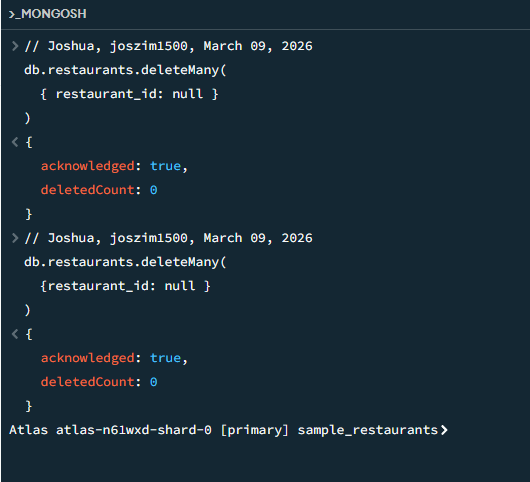 >_MONGOSH
> // Joshua, joszim1500, March 09, 2026
db.restaurants.deleteMany(
{ restaurant_id: null }
)
< {
acknowledged: true,
deletedCount: 0
}
> // Joshua, joszim1500, March 09, 2026
db.restaurants.deleteMany(
{restaurant_id: null }
)
< {
acknowledged: true,
deletedCount: 0
}
Atlas atlas-n61wxd-shard-0 [primary] sample_restaurants>